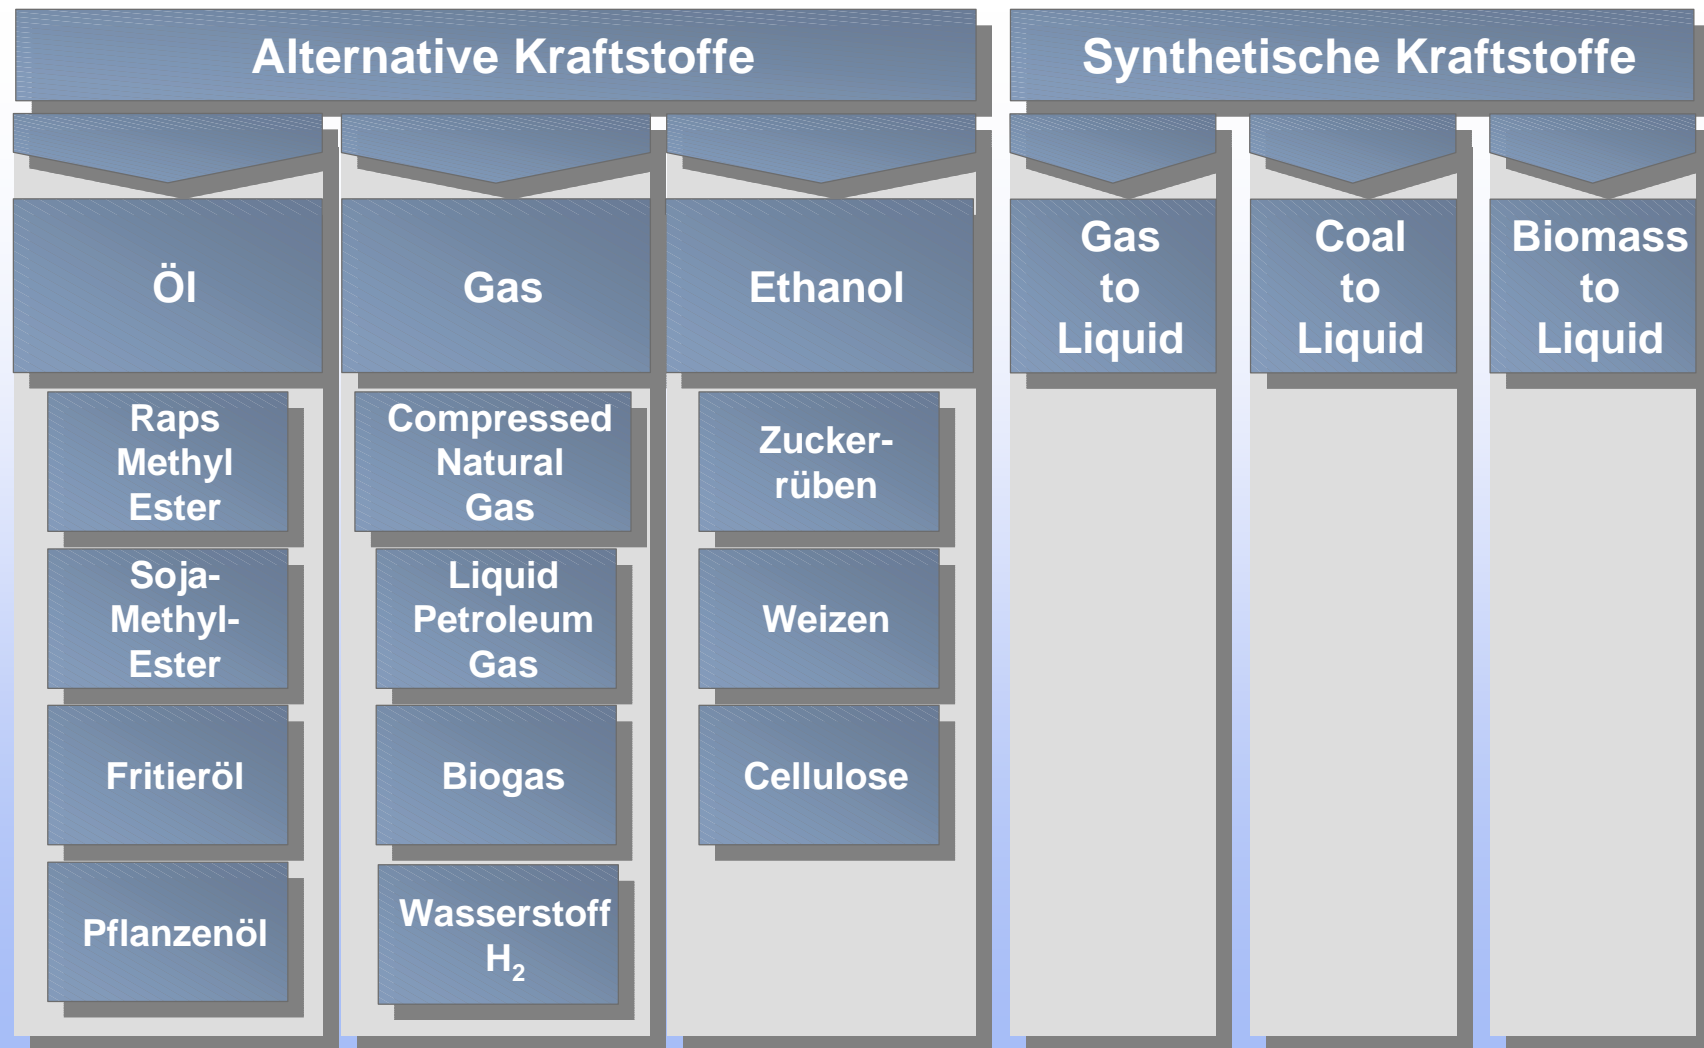 Alternative Kraftstoffe
Synthetische Kraftstoffe
Öl
Gas
Ethanol
Gas
to
Liquid
Coal
to
Liquid
Biomass
to
Liquid
Raps
Methyl
Ester
Compressed
Natural
Gas
Zucker-
rüben
Soja-
Methyl-
Ester
Liquid
Petroleum
Gas
Weizen
Fritieröl
Biogas
Cellulose
Pflanzenöl
Wasserstoff
H₂